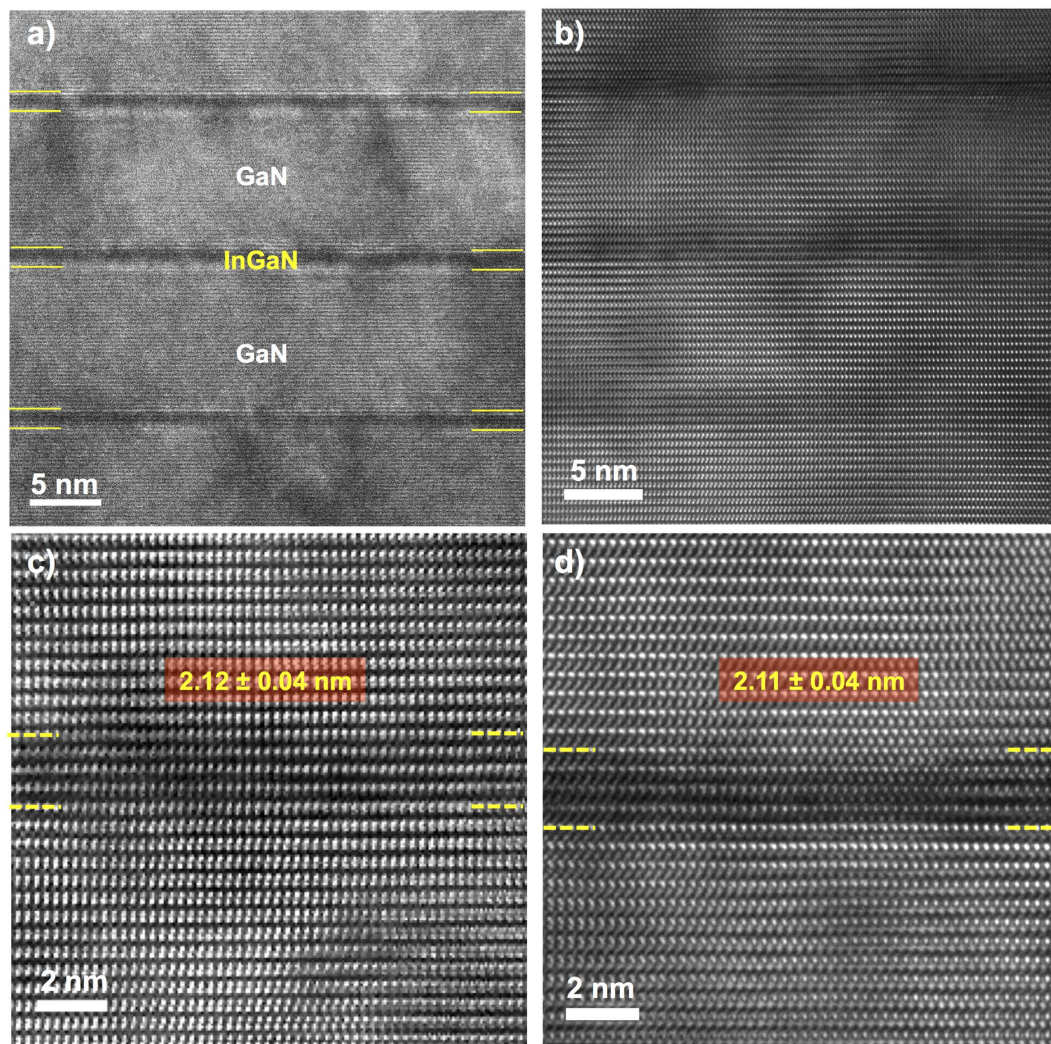 a)
GaN
InGaN
GaN
5 nm
b)
5 nm
c)
2.12 ± 0.04 nm
2 nm
d)
2.11 ± 0.04 nm
2 nm